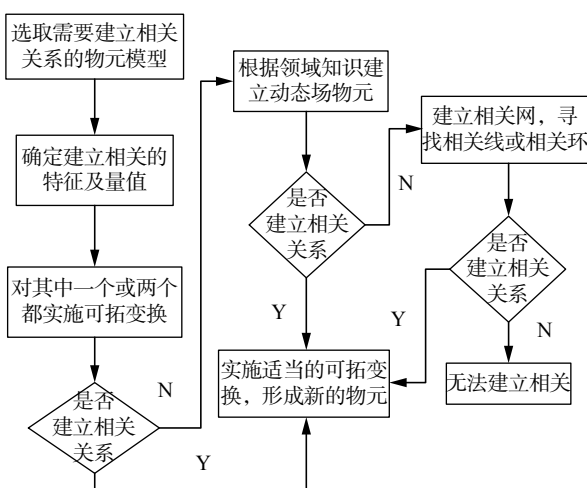 选取需要建立相关
关系的物元模型
确定建立相关的
特征及量值
对其中一个或两个
都实施可拓变换
是否
建立相关
关系
N
Y
根据领域知识建
立动态场物元
是否
建立相关
关系
N
Y
实施适当的可拓变
换，形成新的物元
建立相关网，寻
找相关线或相关环
是否
建立相关
关系
Y
N
无法建立相关